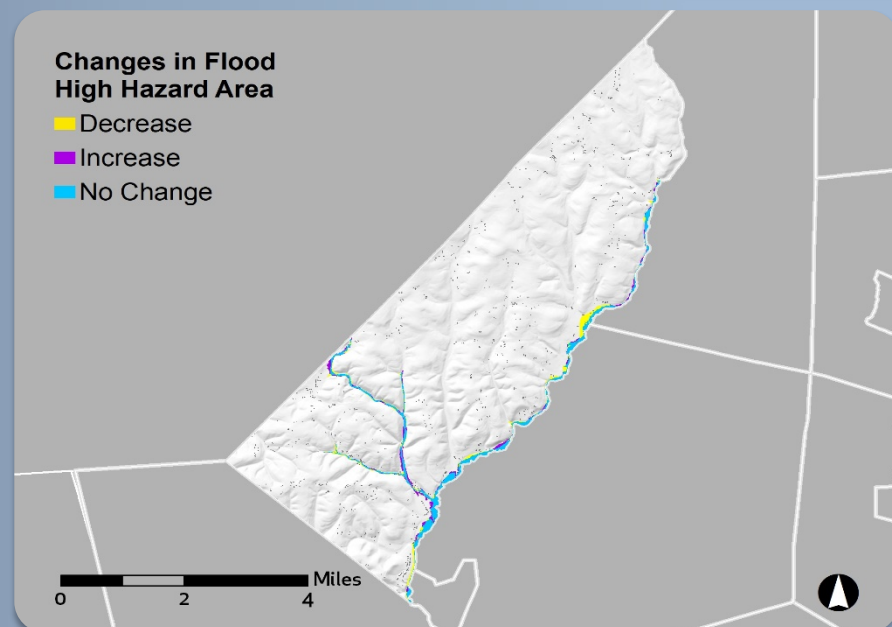 Changes in Flood
High Hazard Area
Decrease
Increase
No Change
Miles
0 2 4